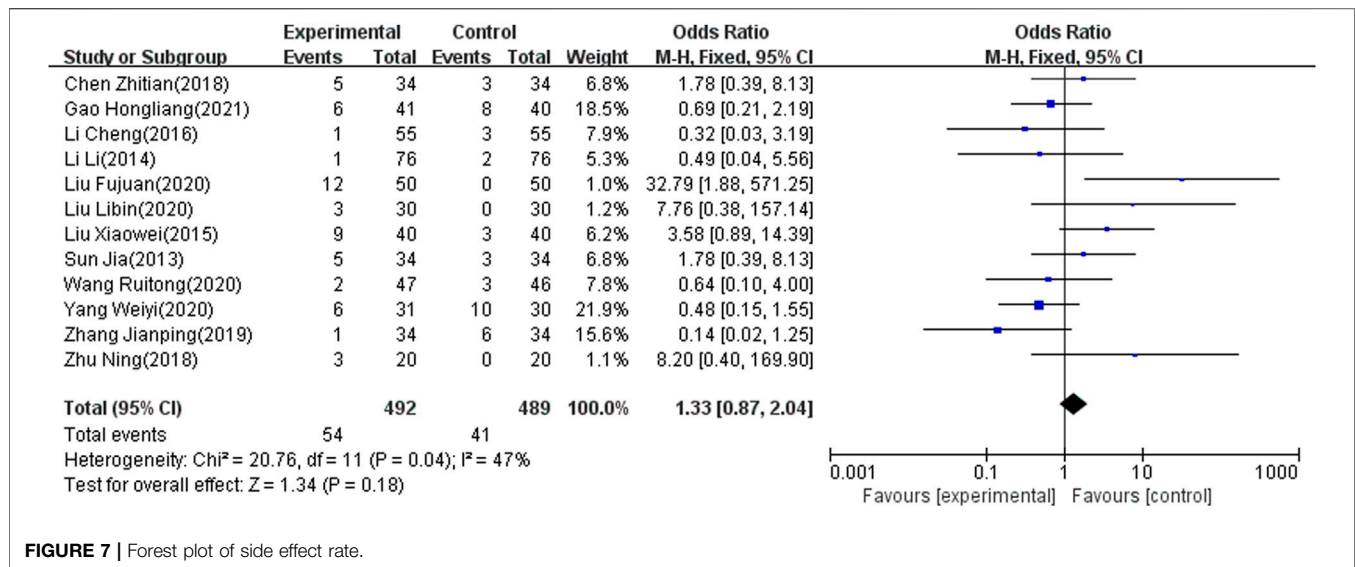 Experimental Control Odds Ratio Odds Ratio
Study or Subgroup Events Total Events Total Weight M-H, Fixed, 95% CI M-H, Fixed, 95% CI
Chen Zhitian(2018) 5 34 3 34 6.8% 1.78 [0.39, 8.13]
Gao Hongliang(2021) 6 41 8 40 18.5% 0.69 [0.21, 2.19]
Li Cheng(2016) 1 55 3 55 7.9% 0.32 [0.03, 3.19]
Li Li(2014) 1 76 2 76 5.3% 0.49 [0.04, 5.56]
Liu Fujuan(2020) 12 50 0 50 1.0% 32.79 [1.88, 571.25]
Liu Libin(2020) 3 30 0 30 1.2% 7.76 [0.38, 157.14]
Liu Xiaowei(2015) 9 40 3 40 6.2% 3.58 [0.89, 14.39]
Sun Jia(2013) 5 34 3 34 6.8% 1.78 [0.39, 8.13]
Wang Ruitong(2020) 2 47 3 46 7.8% 0.64 [0.10, 4.00]
Yang Weiyi(2020) 6 31 10 30 21.9% 0.48 [0.15, 1.55]
Zhang Jianping(2019) 1 34 6 34 15.6% 0.14 [0.02, 1.25]
Zhu Ning(2018) 3 20 0 20 1.1% 8.20 [0.40, 169.90]
Total (95% CI) 492 489 100.0% 1.33 [0.87, 2.04]
Total events 54 41
Heterogeneity: Chi² = 20.76, df = 11 (P = 0.04); I² = 47%
Test for overall effect: Z = 1.34 (P = 0.18)
0.001 0.1 1 10 1000
Favours [experimental] Favours [control]
FIGURE 7 | Forest plot of side effect rate.